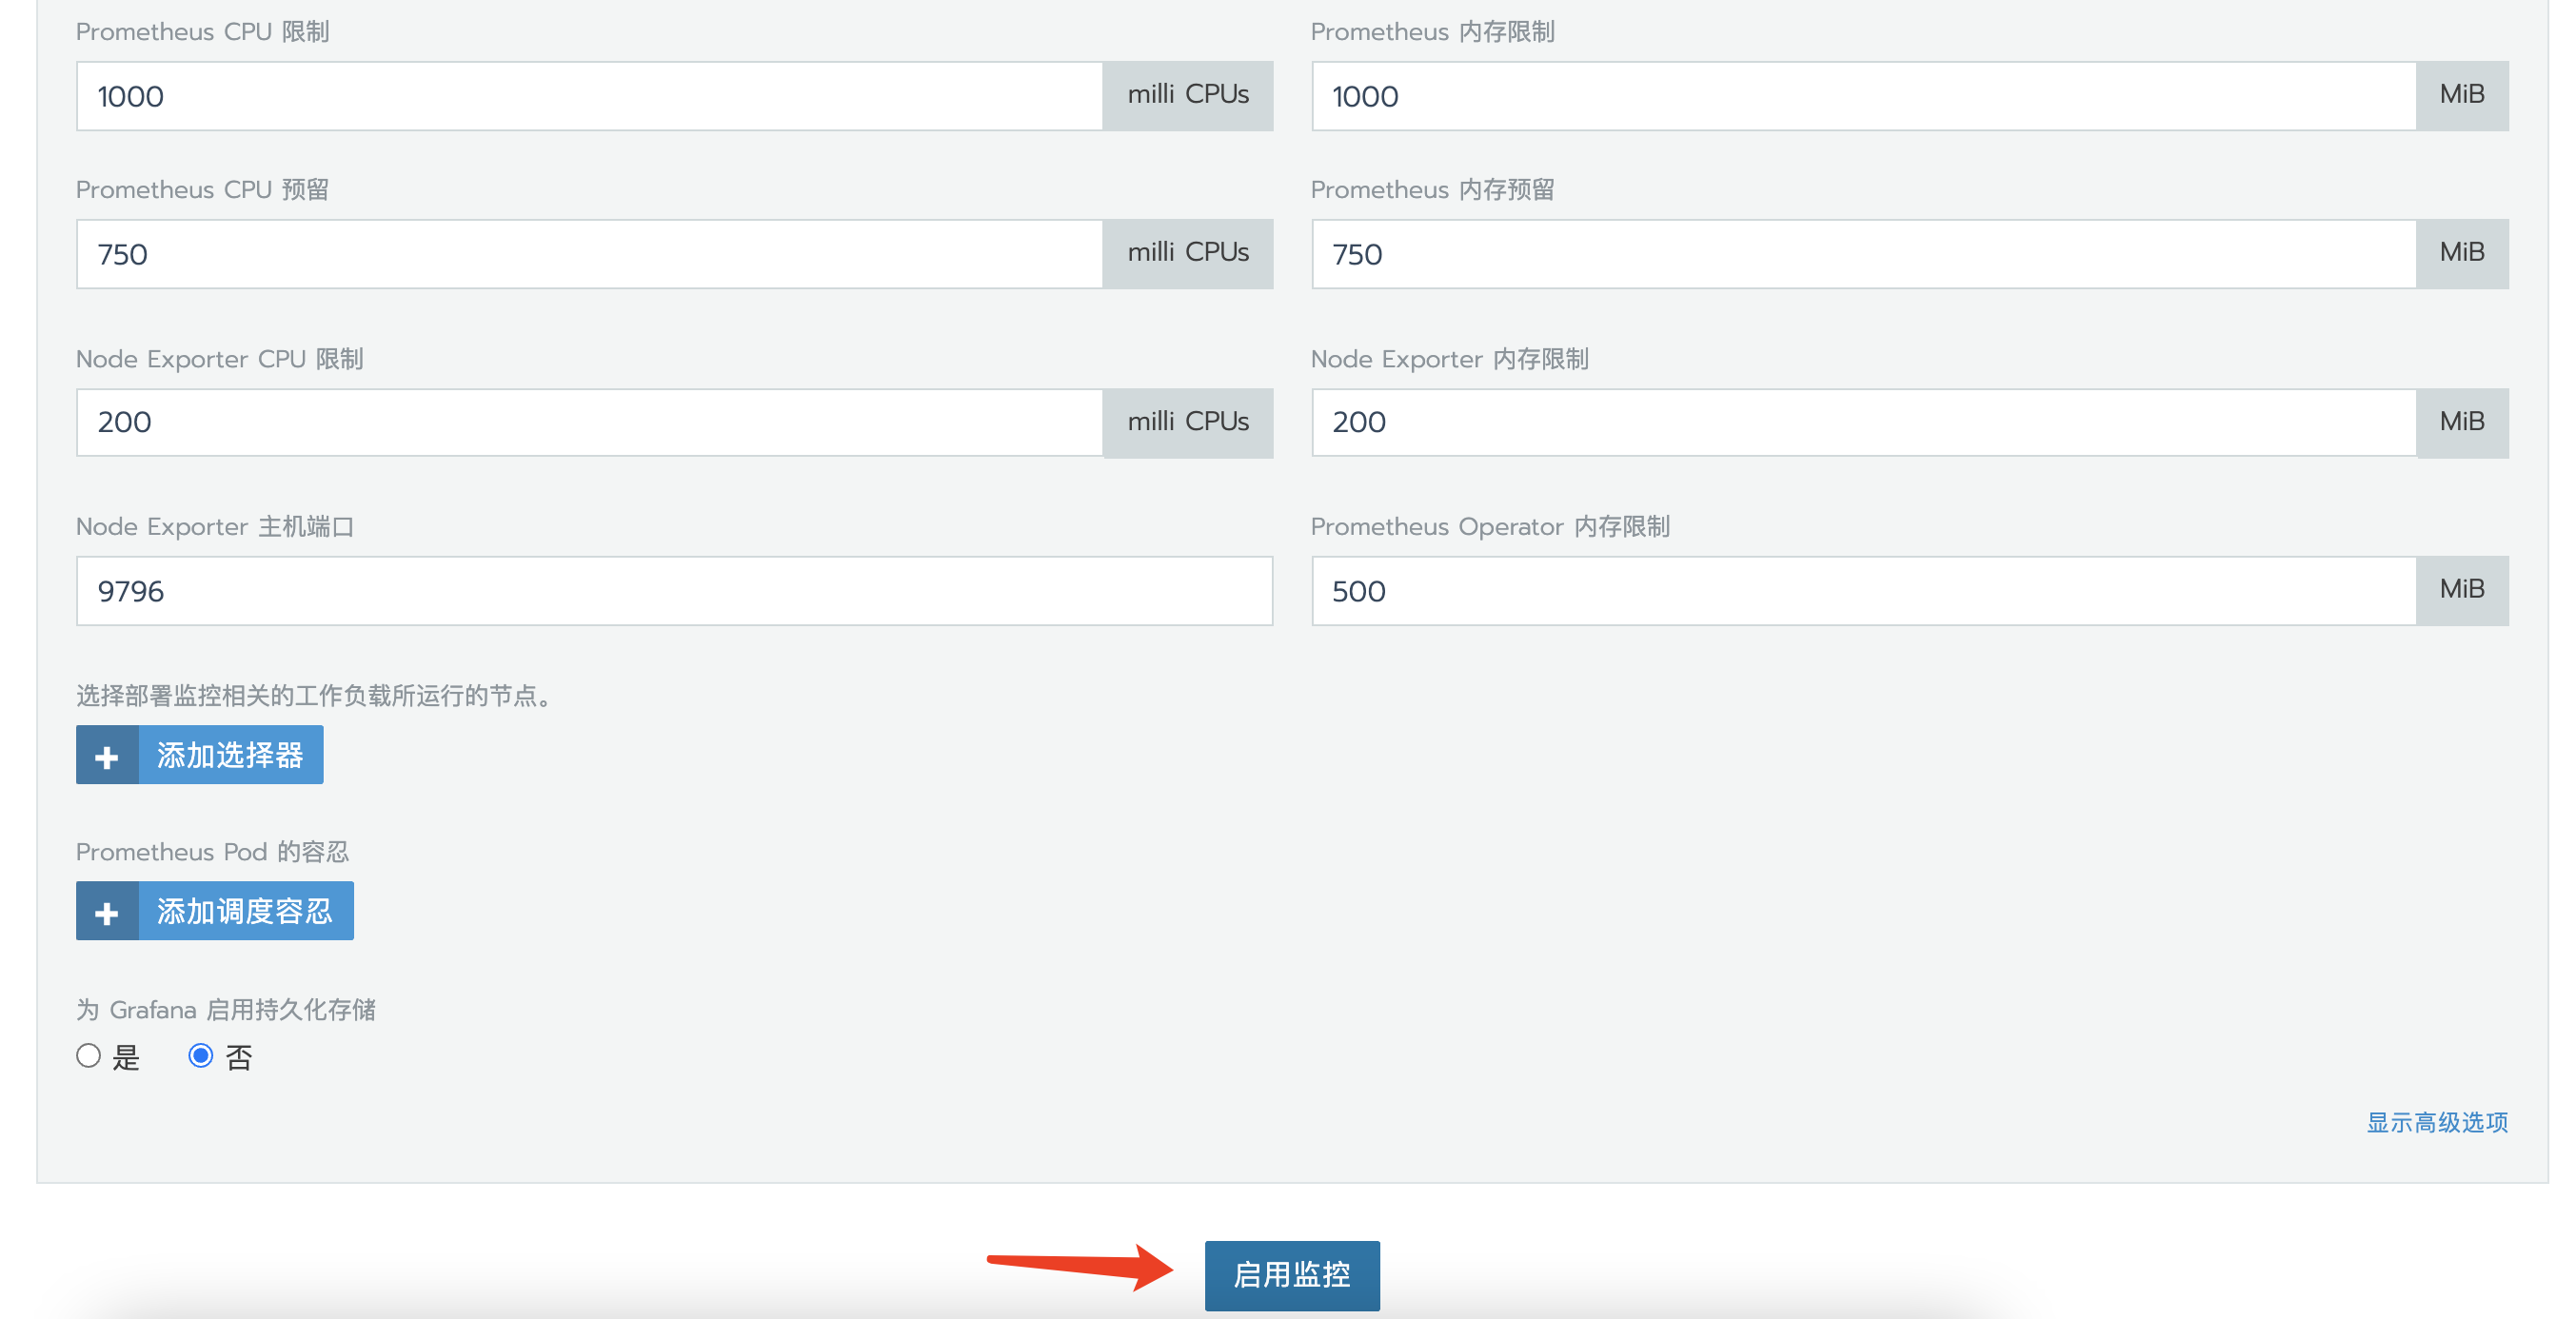 Prometheus CPU 限制
Prometheus 内存限制
1000 milli CPUs
1000 MiB
Prometheus CPU 预留
Prometheus 内存预留
750 milli CPUs
750 MiB
Node Exporter CPU 限制
Node Exporter 内存限制
200 milli CPUs
200 MiB
Node Exporter 主机端口
Prometheus Operator 内存限制
9796
500 MiB
选择部署监控相关的工作负载所运行的节点。
添加选择器
Prometheus Pod 的容忍
添加调度容忍
为 Grafana 启用持久化存储
是 否
显示高级选项
启用监控